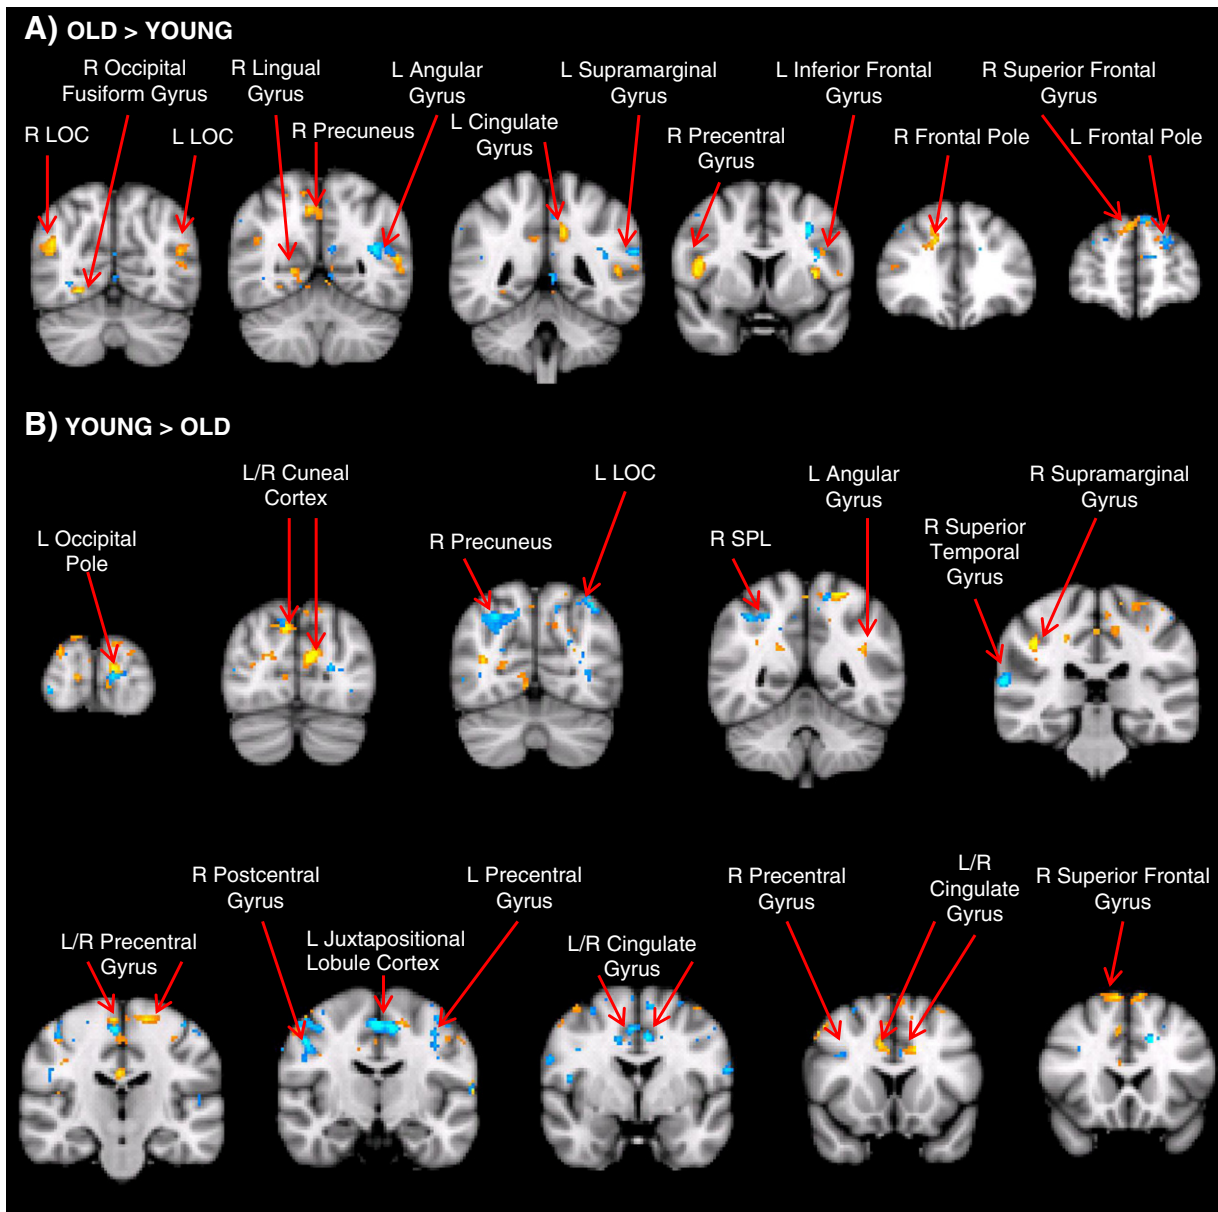 A) OLD > YOUNG
R Occipital
Fusiform Gyrus
R Lingual
Gyrus
L Angular
Gyrus
L Supramarginal
Gyrus
L Inferior Frontal
Gyrus
R Superior Frontal
Gyrus
R LOC
L LOC
R Precuneus
L Cingulate
Gyrus
R Precentral
Gyrus
R Frontal Pole
L Frontal Pole
B) YOUNG > OLD
L Occipital
Pole
L/R Cuneal
Cortex
R Precuneus
L LOC
R SPL
L Angular
Gyrus
R Superior
Temporal
Gyrus
R Supramarginal
Gyrus
L/R Precentral
Gyrus
R Postcentral
Gyrus
L Juxtapositional
Lobule Cortex
L Precentral
Gyrus
L/R Cingulate
Gyrus
R Precentral
Gyrus
L/R
Cingulate
Gyrus
R Superior Frontal
Gyrus